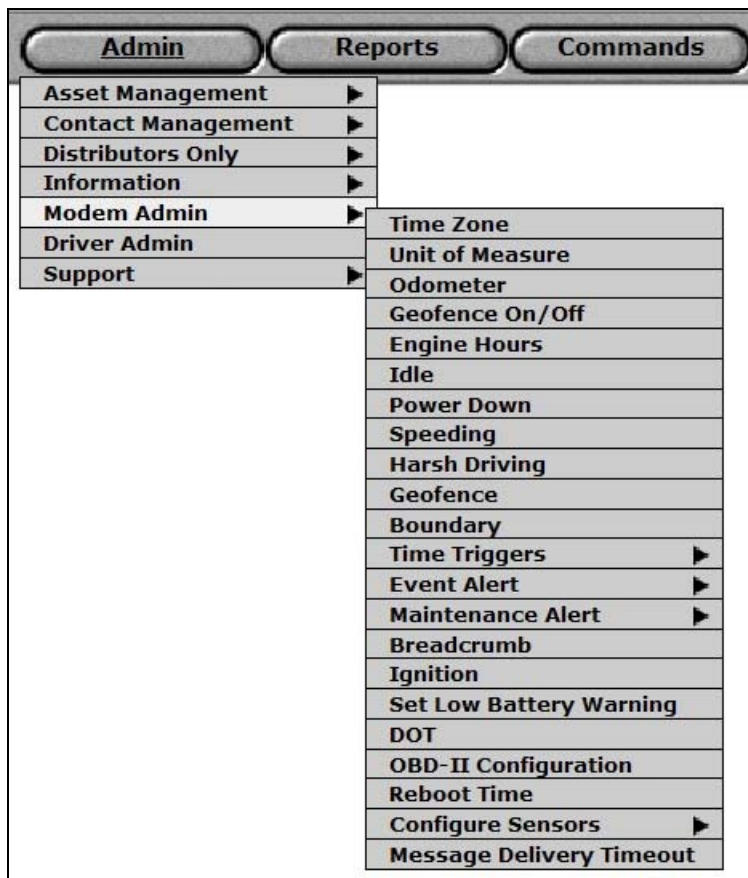 Admin Reports Commands
Asset Management
Contact Management
Distributors Only
Information
Modem Admin
Driver Admin
Support
Time Zone
Unit of Measure
Odometer
Geofence On/Off
Engine Hours
Idle
Power Down
Speeding
Harsh Driving
Geofence
Boundary
Time Triggers
Event Alert
Maintenance Alert
Breadcrumb
Ignition
Set Low Battery Warning
DOT
OBD-II Configuration
Reboot Time
Configure Sensors
Message Delivery Timeout